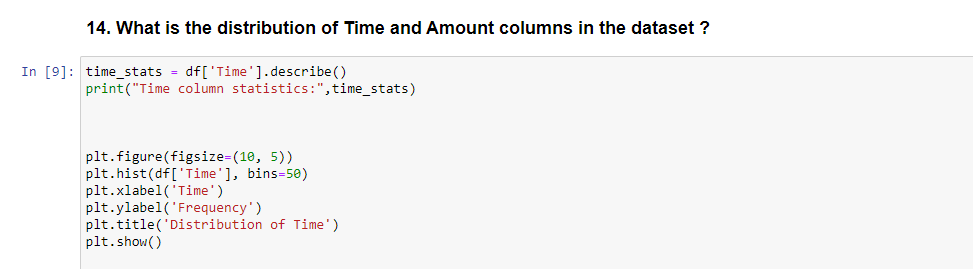 14. What is the distribution of Time and Amount columns in the dataset ?
In [9]: time_stats = df['Time'].describe()
print("Time column statistics:",time_stats)
plt.figure(figsize=(10, 5))
plt.hist(df['Time'], bins=50)
plt.xlabel('Time')
plt.ylabel('Frequency')
plt.title('Distribution of Time')
plt.show()